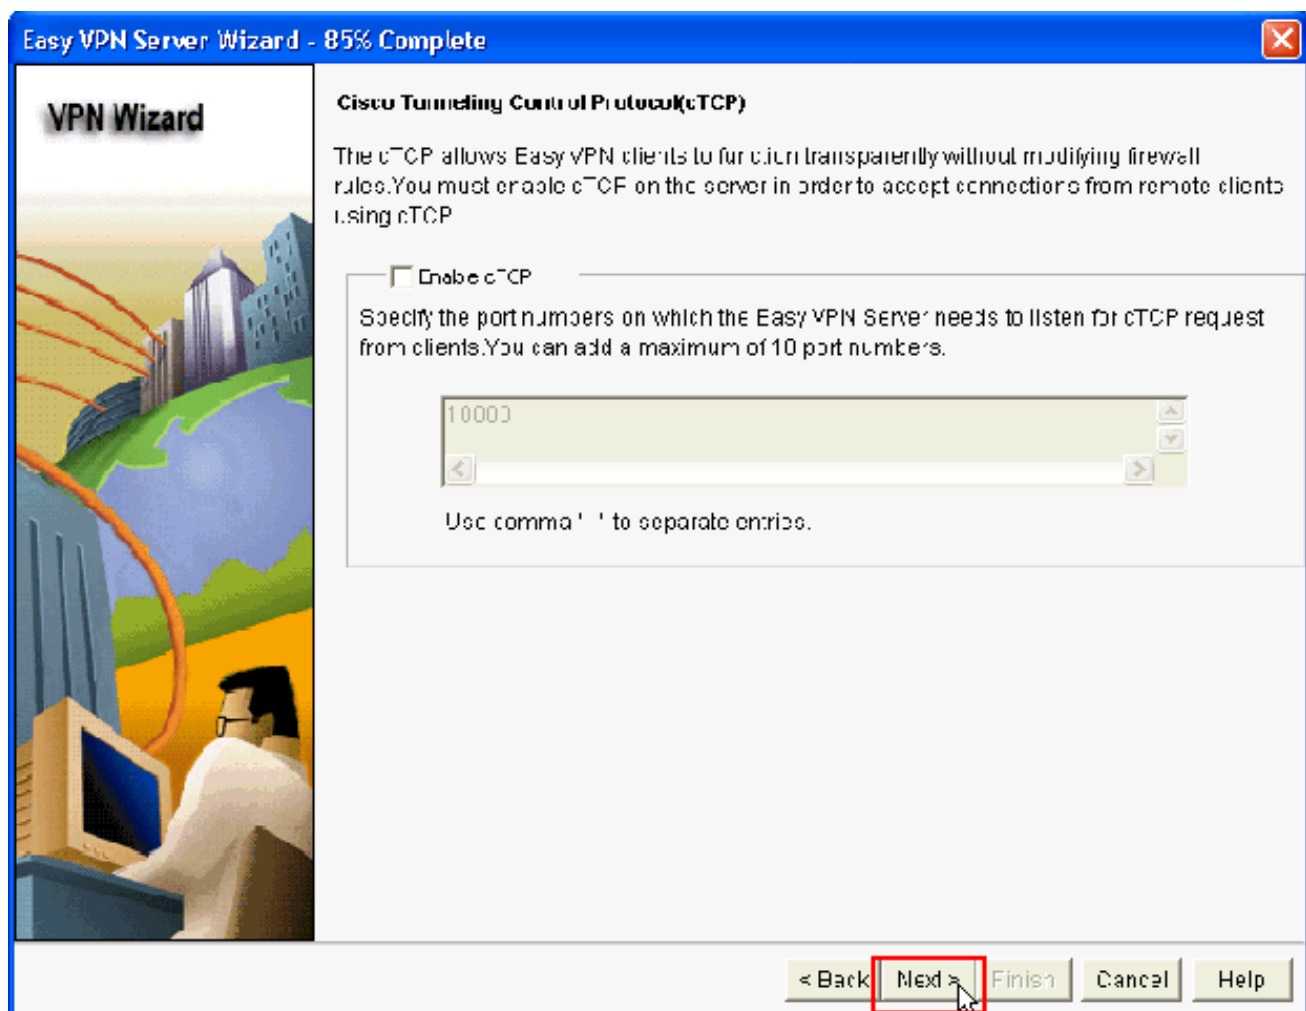 Easy VPN Server Wizard - 85% Complete
VPN Wizard
Cisco Tunneling Control Protocol(cTCP)
The cTCP allows Easy VPN clients to function transparently without modifying firewall
rules.You must enable cTCP on the server in order to accept connections from remote clients
using cTCP
Enable cTCP
Specify the port numbers on which the Easy VPN Server needs to listen for cTCP request
from clients.You can add a maximum of 10 port numbers.
10000
Use comma ',' to separate entries.
< Back
Next >
Finish
Cancel
Help